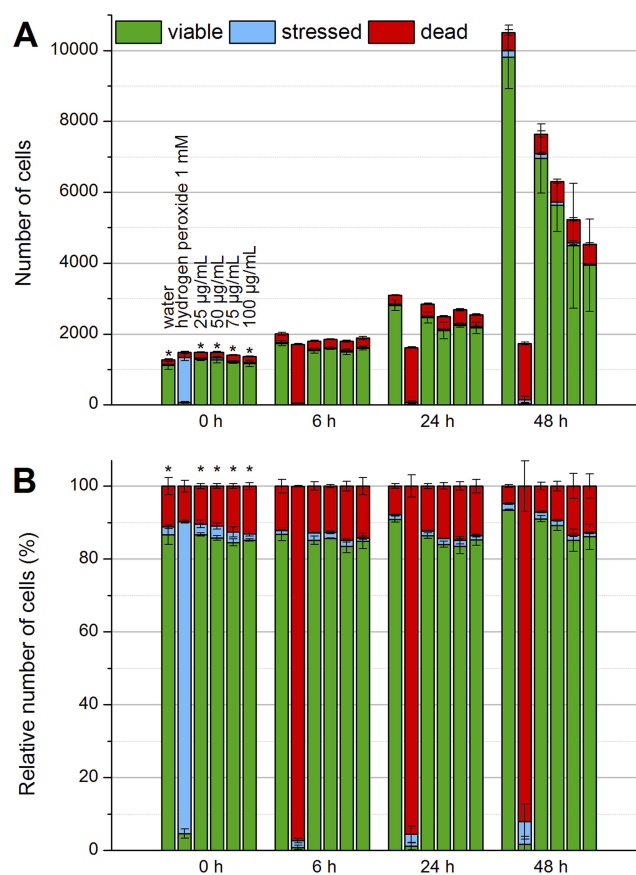 A
viable stressed dead
10000
8000
6000
4000
2000
0
Number of cells
water
hydrogen peroxide 1 mM
25 µg/mL
50 µg/mL
75 µg/mL
100 µg/mL
* * * * *
0 h 6 h 24 h 48 h
B
* * * * *
100
80
60
40
20
0
Relative number of cells (%)
0 h 6 h 24 h 48 h